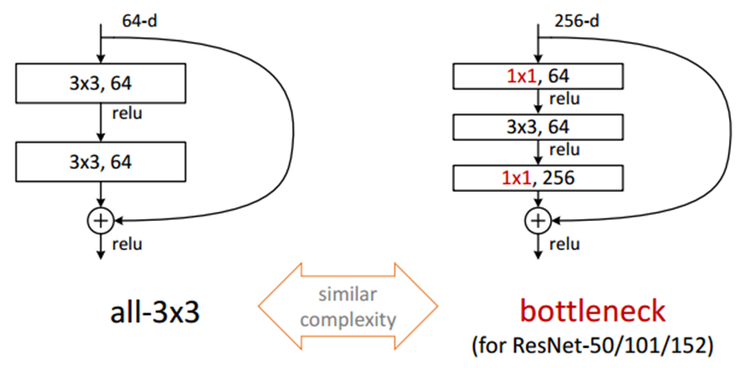 64-d
3x3, 64
relu
3x3, 64
+
relu
all-3x3
similar
complexity
256-d
1x1, 64
relu
3x3, 64
relu
1x1, 256
+
relu
bottleneck
(for ResNet-50/101/152)